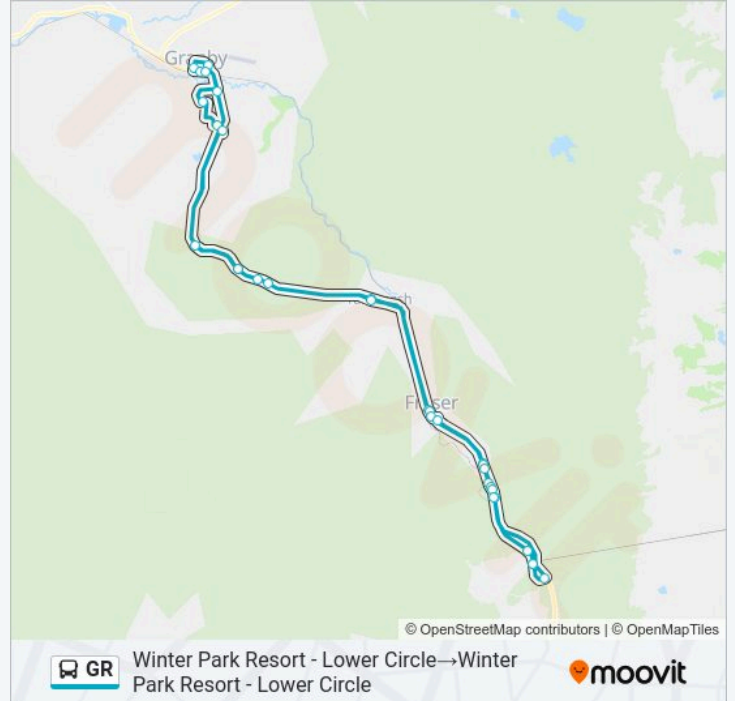 Granby
Fraser
© OpenStreetMap contributors | © OpenMapTiles
GR
Winter Park Resort - Lower Circle→Winter
Park Resort - Lower Circle
moovit